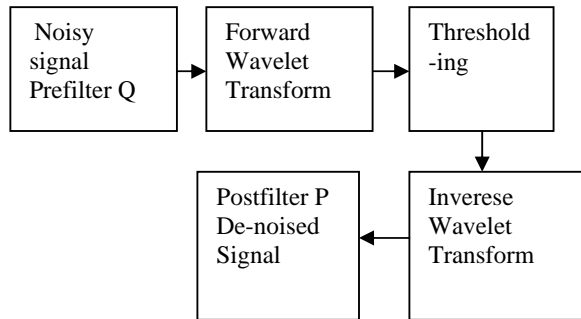 Noisy
signal
Prefilter Q
Forward
Wavelet
Transform
Threshold
-ing
Inverese
Wavelet
Transform
Postfilter P
De-noised
Signal